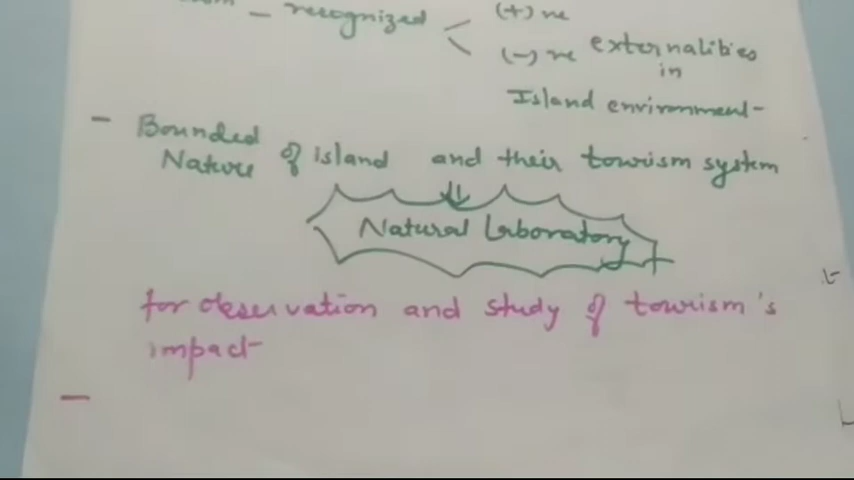 - recognized (+)ve
(-)ve externalities
in
Island environment
- Bounded
Nature of island and their tourism system
Natural Laboratory
for observation and study of tourism's
impact
-